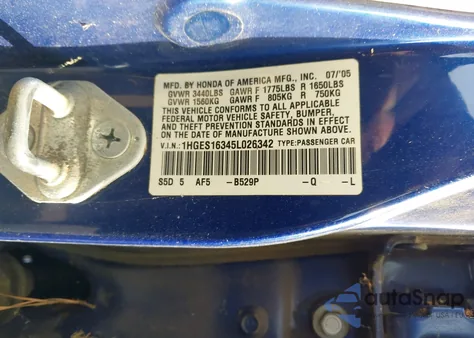 MFD. BY HONDA OF AMERICA MFG., INC. 07/'05
GVWR 3440LBS GAWR F 1775LBS R 1650LBS
GVWR 1560KG GAWR F 805KG R 750KG
THIS VEHICLE CONFORMS TO ALL APPLICABLE
FEDERAL MOTOR VEHICLE SAFETY, BUMPER,
AND THEFT PREVENTION STANDARDS IN EFFECT
ON THE DATE OF MANUFACTURE SHOWN ABOVE.
V.I.N.: 1HGES16345L026342 TYPE:PASSENGER CAR
S5D 5 AF5 -B529P -Q -L
autoSnap